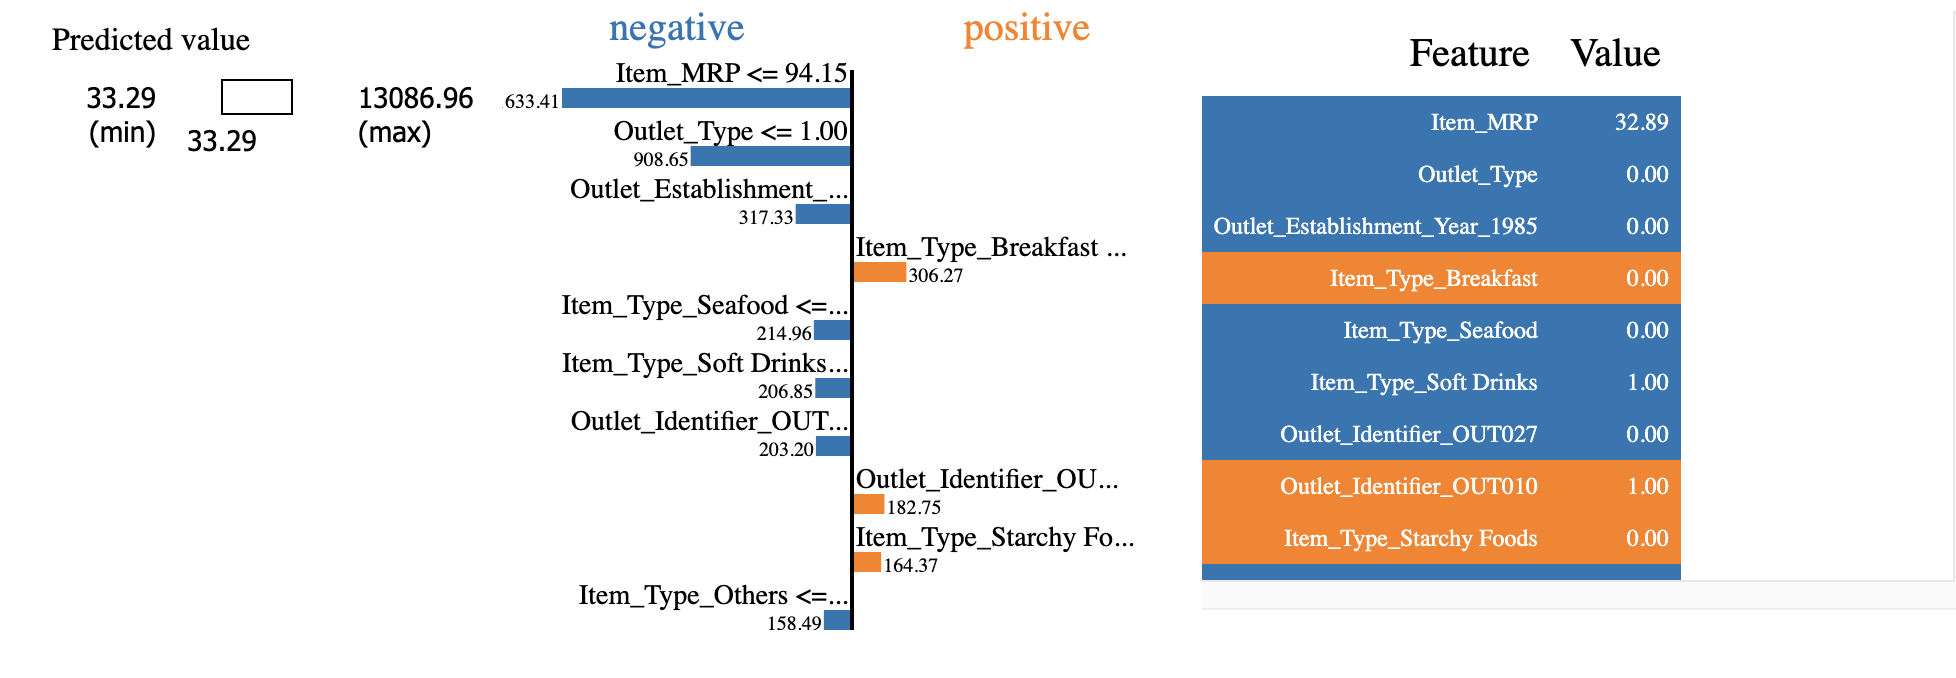 Predicted value
33.29
(min)
33.29
13086.96
(max)
negative
positive
Item_MRP <= 94.15
633.41
Outlet_Type <= 1.00
908.65
Outlet_Establishment_...
317.33
Item_Type_Breakfast ...
306.27
Item_Type_Seafood <=...
214.96
Item_Type_Soft Drinks...
206.85
Outlet_Identifier_OUT...
203.20
Outlet_Identifier_OU...
182.75
Item_Type_Starchy Fo...
164.37
Item_Type_Others <=...
158.49
Feature Value
Item_MRP 32.89
Outlet_Type 0.00
Outlet_Establishment_Year_1985 0.00
Item_Type_Breakfast 0.00
Item_Type_Seafood 0.00
Item_Type_Soft Drinks 1.00
Outlet_Identifier_OUT027 0.00
Outlet_Identifier_OUT010 1.00
Item_Type_Starchy Foods 0.00